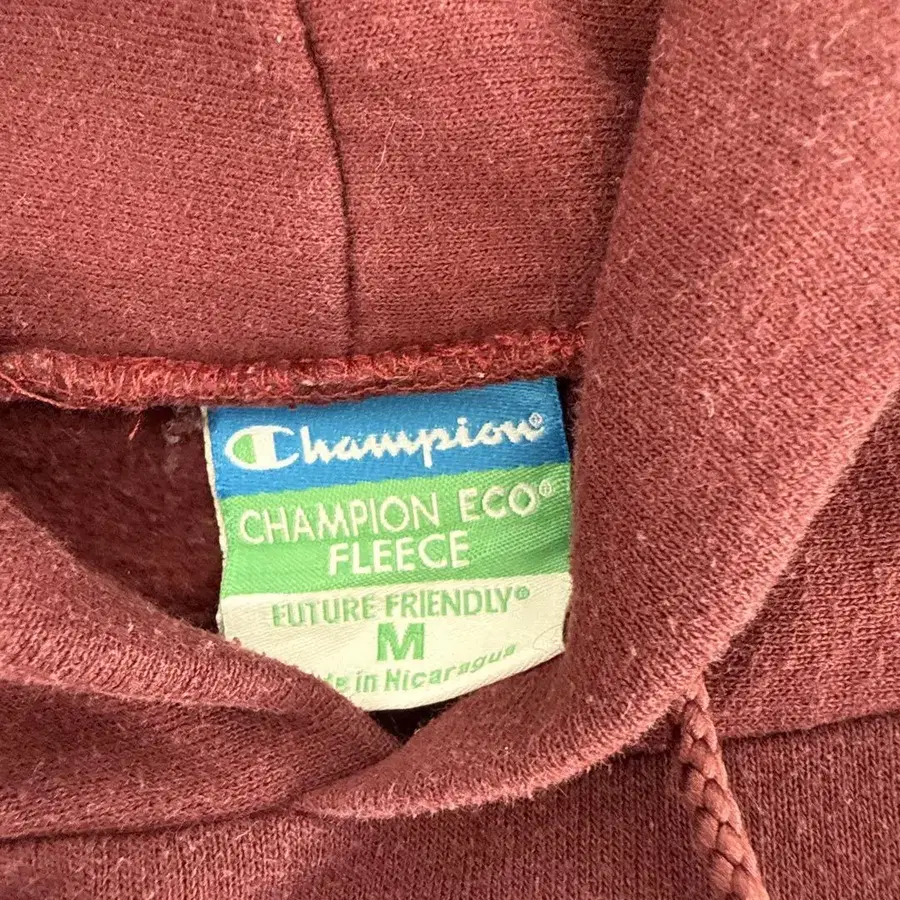 Champion®
CHAMPION ECO®
FLEECE
FUTURE FRIENDLY®
M
in Nicaragua